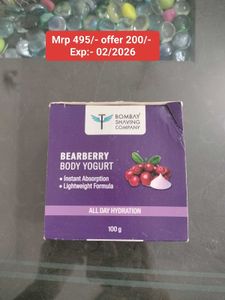 Mrp 495/- offer 200/-
Exp:- 02/2026
BOMBAY
SHAVING
COMPANY
BEARBERRY
BODY YOGURT
• Instant Absorption
• Lightweight Formula
ALL DAY HYDRATION
100 g